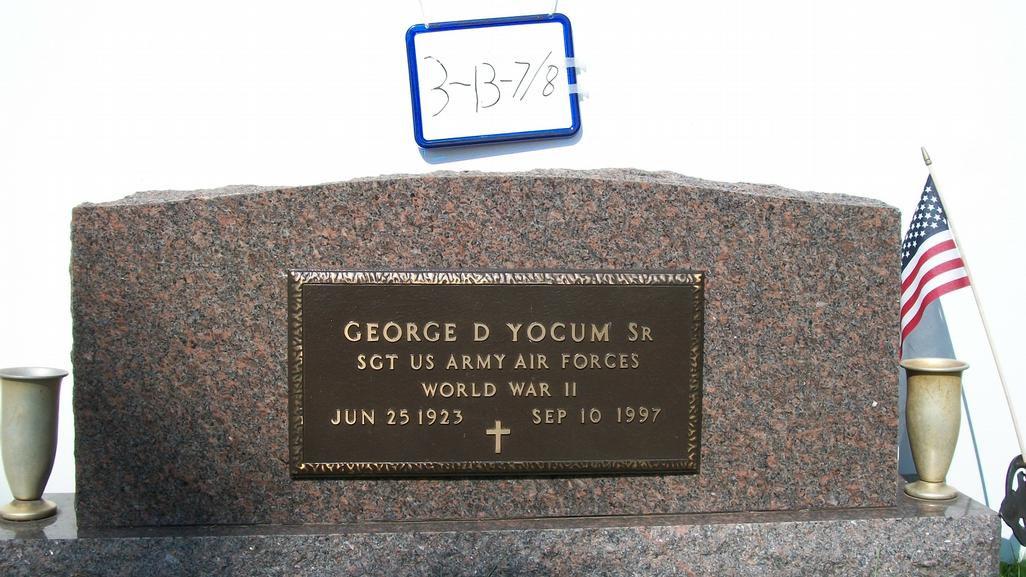 3-13-7/8
GEORGE D YOCUM SR
SGT US ARMY AIR FORCES
WORLD WAR II
JUN 25 1923 SEP 10 1997